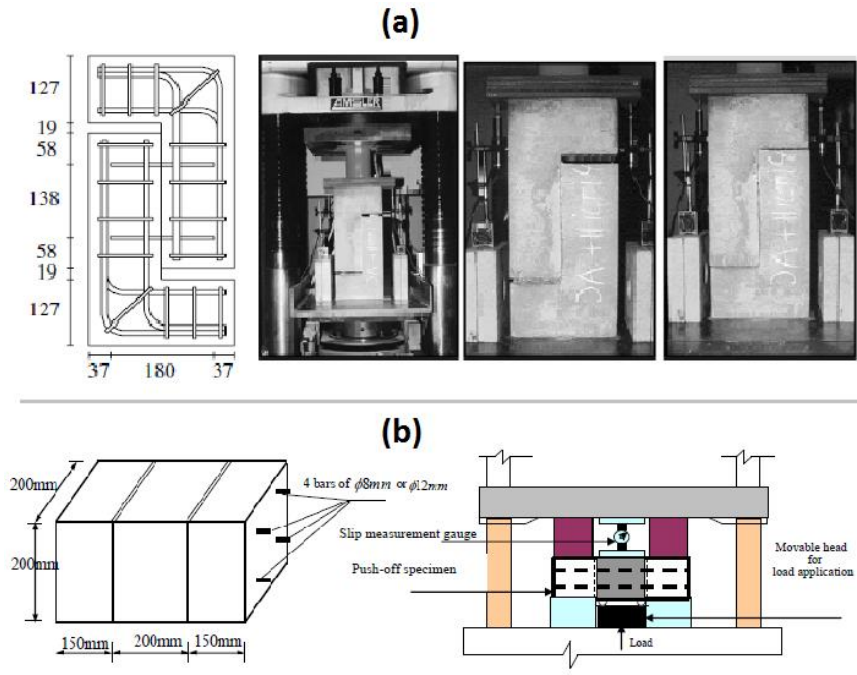 (a)
127
19
58
138
58
19
127
37 180 37
AMSLER
(b)
200mm
200mm
150mm 200mm 150mm
4 bars of ϕ8mm or ϕ12mm
Slip measurement gauge
Push-off specimen
Movable head
for
load application
Load